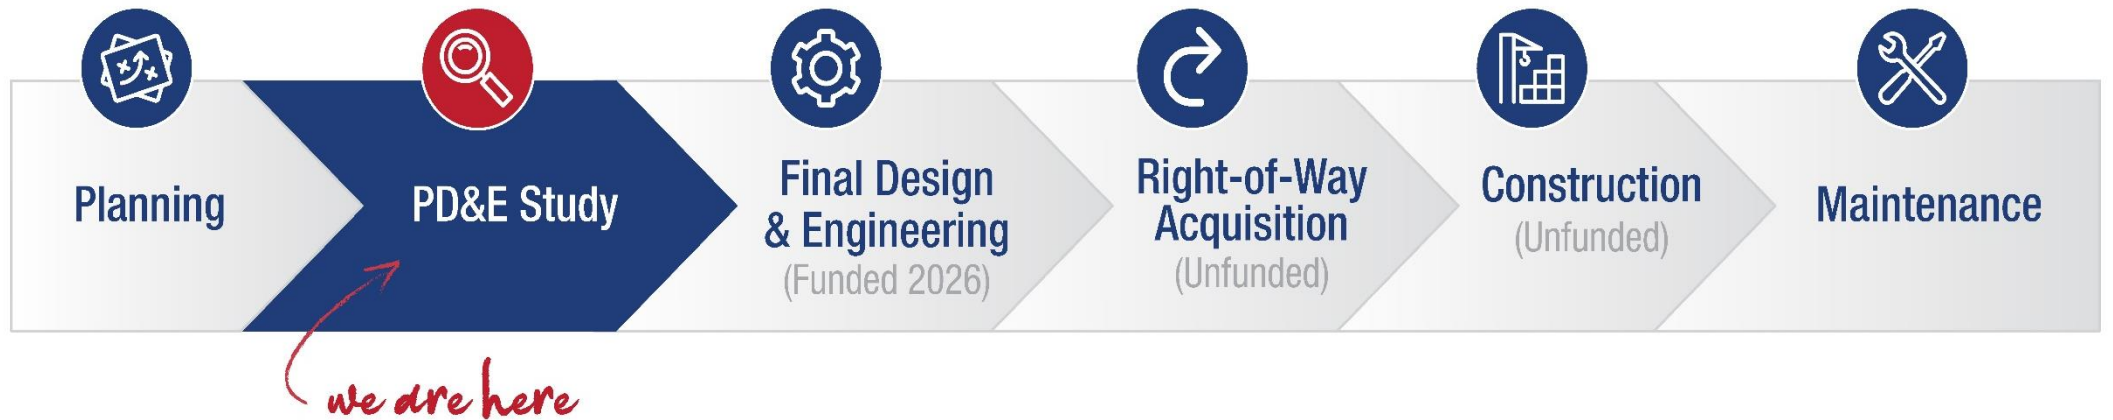 Planning
PD&E Study
Final Design
& Engineering
(Funded 2026)
Right-of-Way
Acquisition
(Unfunded)
Construction
(Unfunded)
Maintenance
we are here